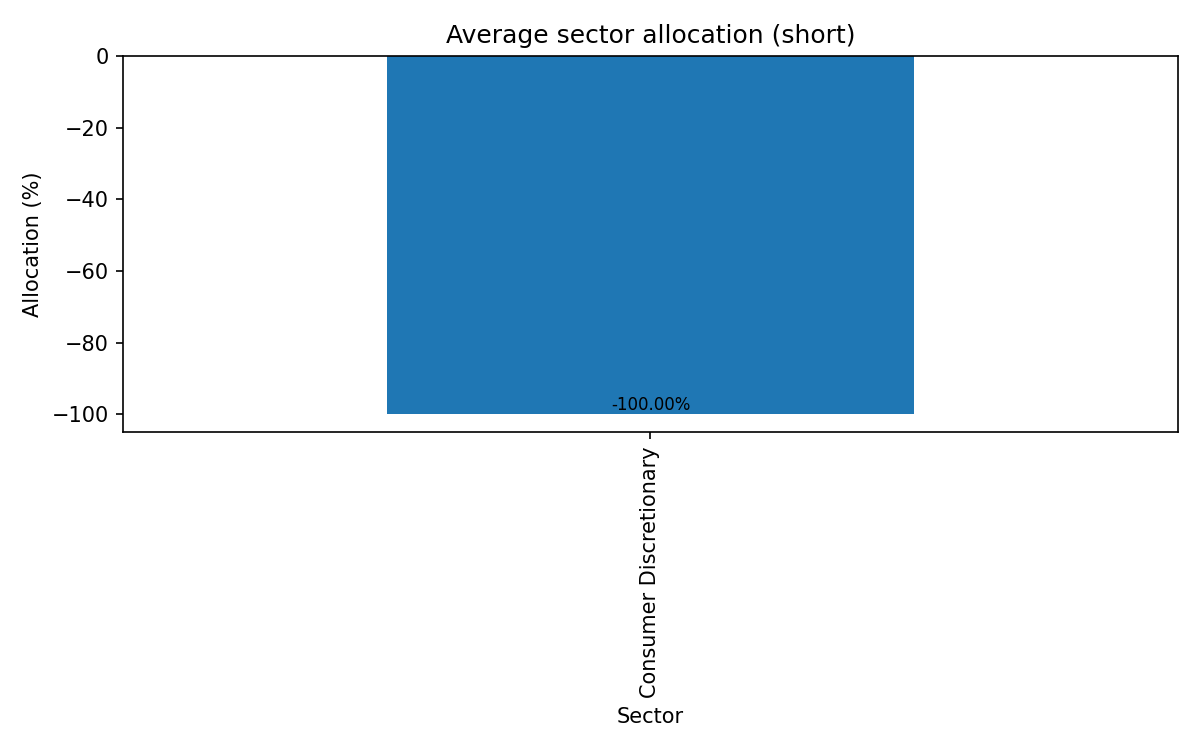 Average sector allocation (short)
Allocation (%)
0
−20
−40
−60
−80
−100
-100.00%
Consumer Discretionary
Sector